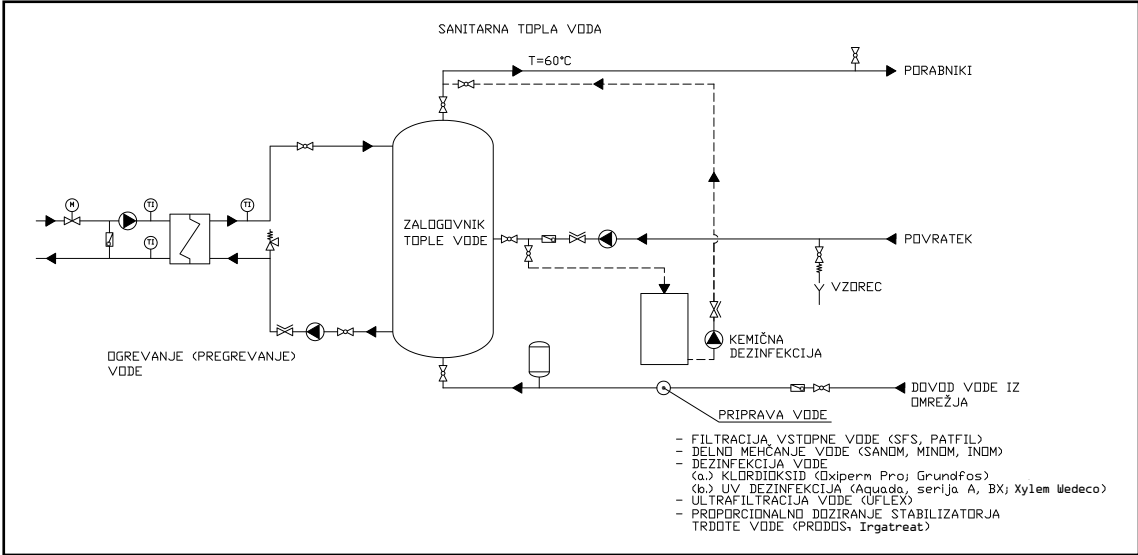 SANITARNA TOPLA VODA
T=60°C
PORABNIKI
M
TI
TI
TI
ZALOGOVNIK
TOPLE VODE
POVRATEK
VZOREC
KEMIČNA
DEZINFEKCIJA
OGREVANJE (PREGREVANJE)
VODE
DOVOD VODE IZ
OMREŽJA
PRIPRAVA VODE
- FILTRACIJA VSTOPNE VODE (SFS, PATFIL)
- DELNO MEHČANJE VODE (SANOM, MINOM, INOM)
- DEZINFEKCIJA VODE
(a.) KLORDIOKSID (Oxiperm Pro; Grundfos)
(b.) UV DEZINFEKCIJA (Aquada, serija A, BX; Xylem Wedeco)
- ULTRAFILTRACIJA VODE (UFLEX)
- PROPORCIONALNO DOZIRANJE STABILIZATORJA
TRDOTE VODE (PRODOS, Irgatreat)